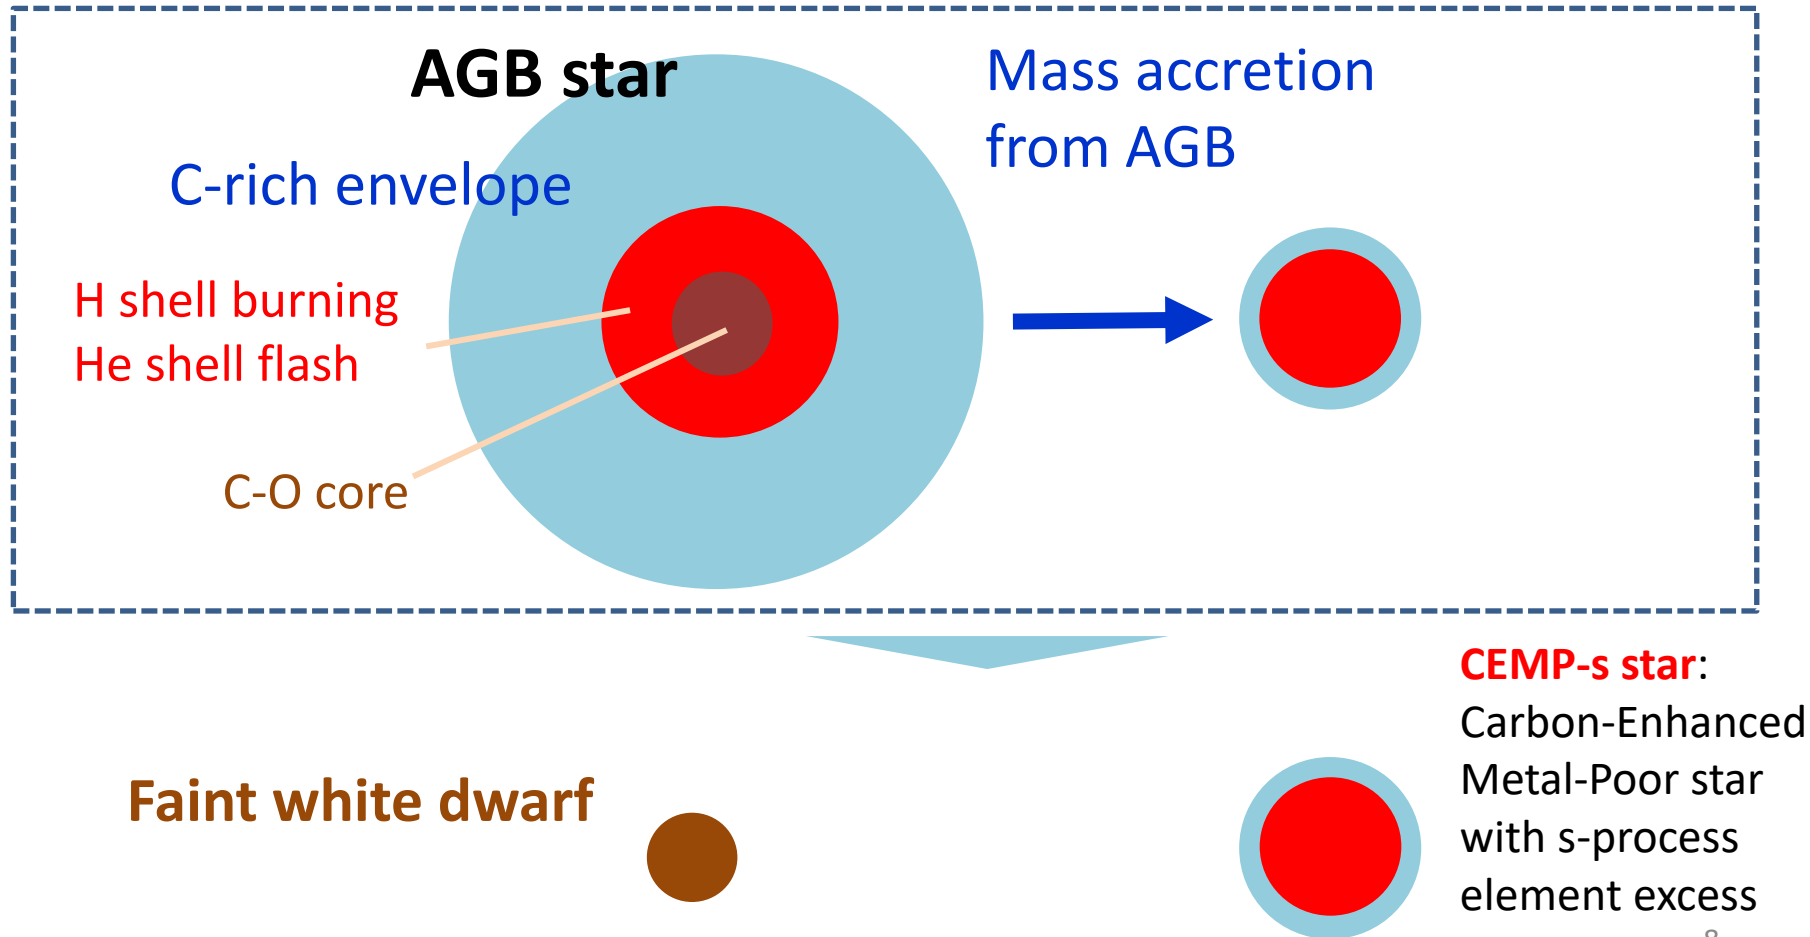 AGB star
Mass accretion
from AGB
C-rich envelope
H shell burning
He shell flash
C-O core
CEMP-s star:
Carbon-Enhanced
Metal-Poor star
with s-process
element excess
Faint white dwarf